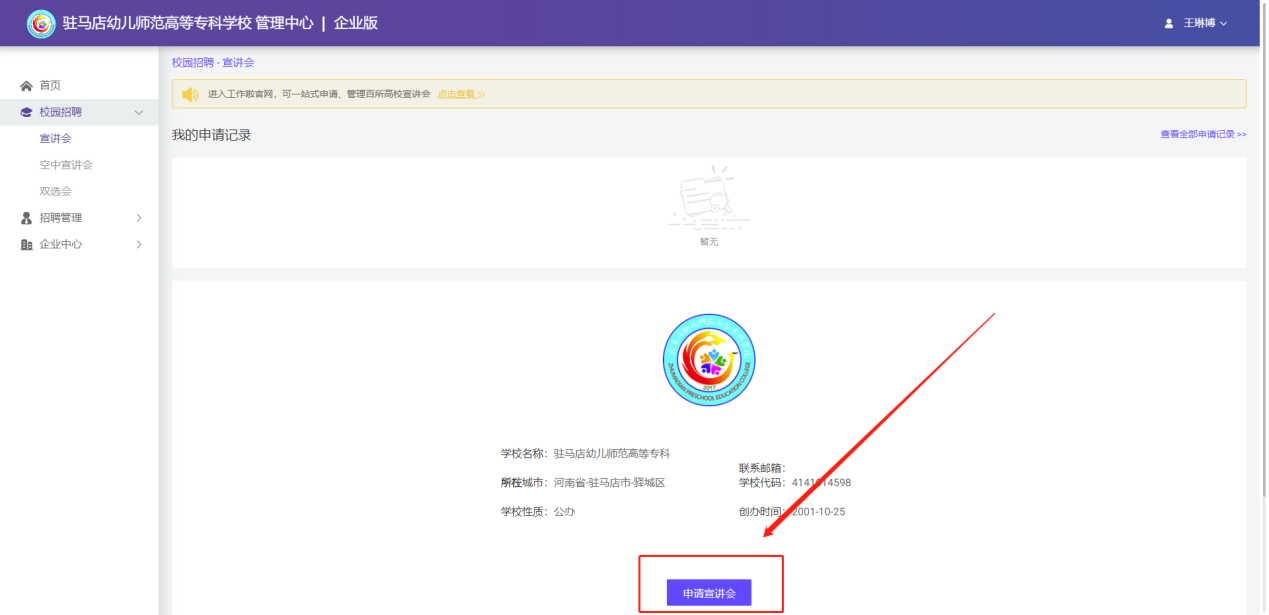 驻马店幼儿师范高等专科学校 管理中心 | 企业版
王琳博
首页
校园招聘
宣讲会
空中宣讲会
双选会
招聘管理
企业中心
校园招聘 - 宣讲会
进入工作啦官网，可一站式申请、管理百所高校宣讲会 点击查看 >>
我的申请记录
查看全部申请记录 >>
暂无
ZHUMADIAN PRESCHOOL EDUCATION COLLEGE
2017
学校名称： 驻马店幼儿师范高等专科
所在城市： 河南省-驻马店市-驿城区
学校性质： 公办
联系邮箱：
学校代码： 4141014598
创办时间： 2001-10-25
申请宣讲会